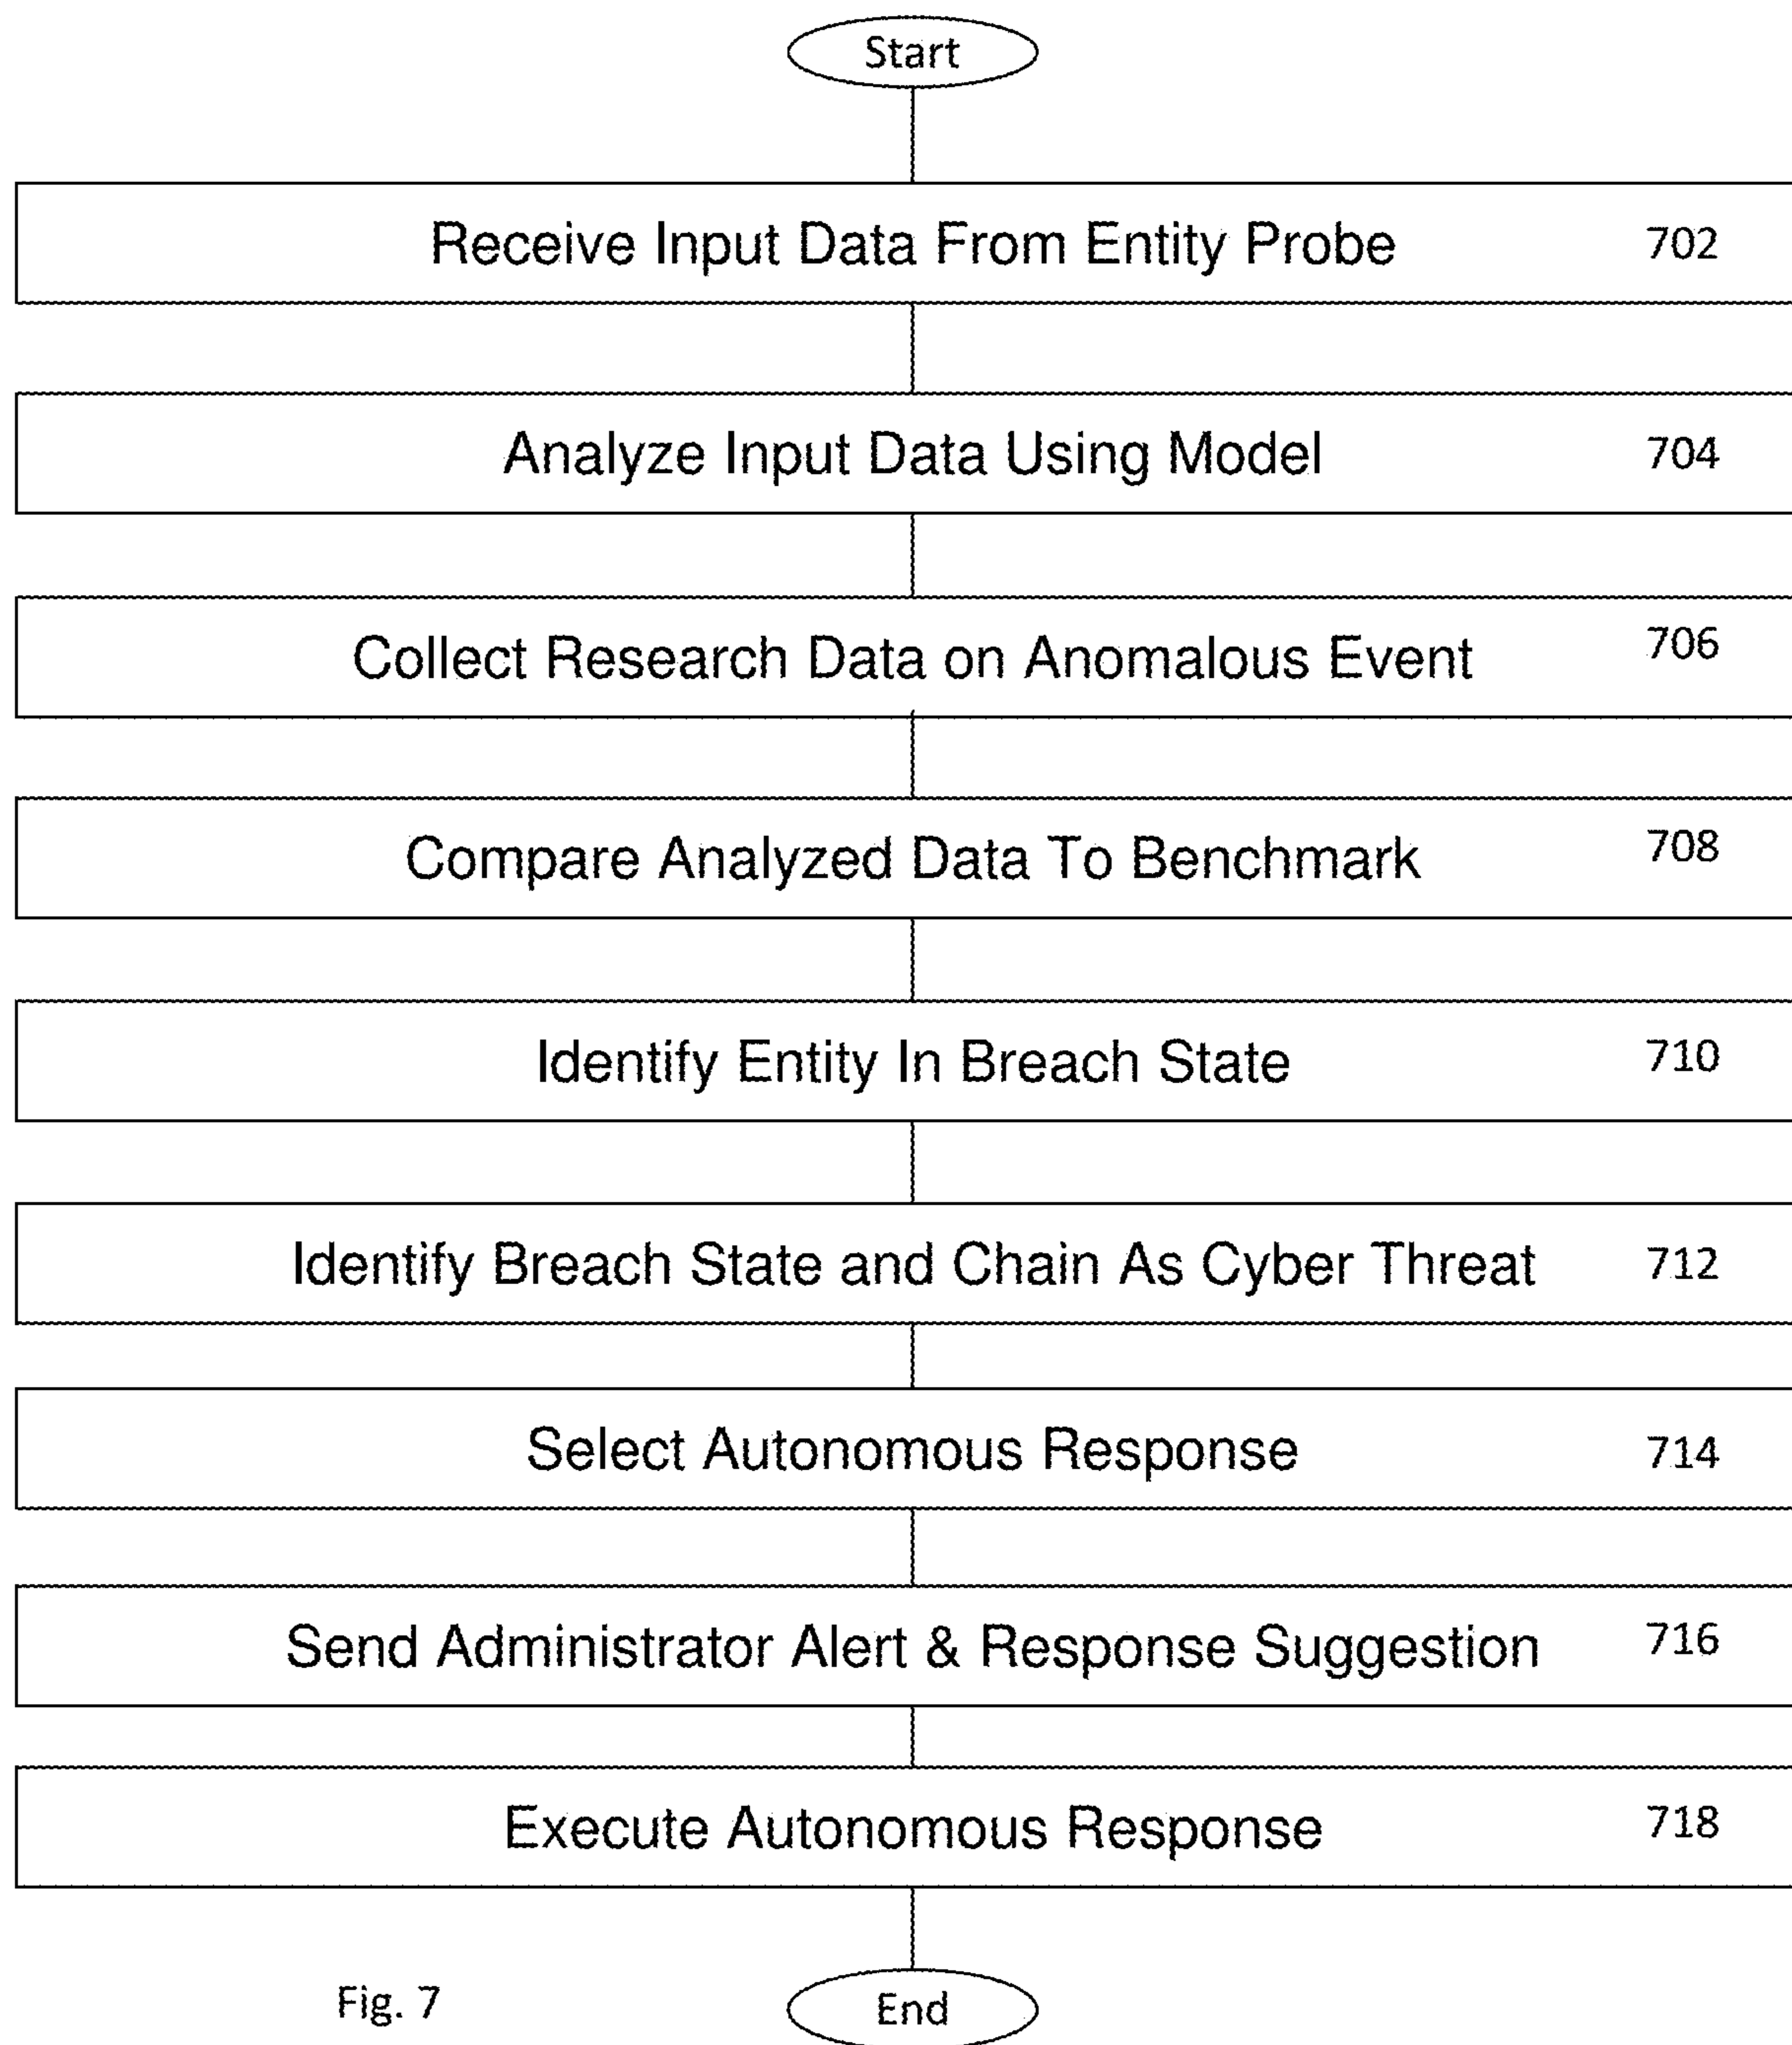 Start
Receive Input Data From Entity Probe 702
Analyze Input Data Using Model 704
Collect Research Data on Anomalous Event 706
Compare Analyzed Data To Benchmark 708
Identify Entity In Breach State 710
Identify Breach State and Chain As Cyber Threat 712
Select Autonomous Response 714
Send Administrator Alert & Response Suggestion 716
Execute Autonomous Response 718
Fig. 7
End